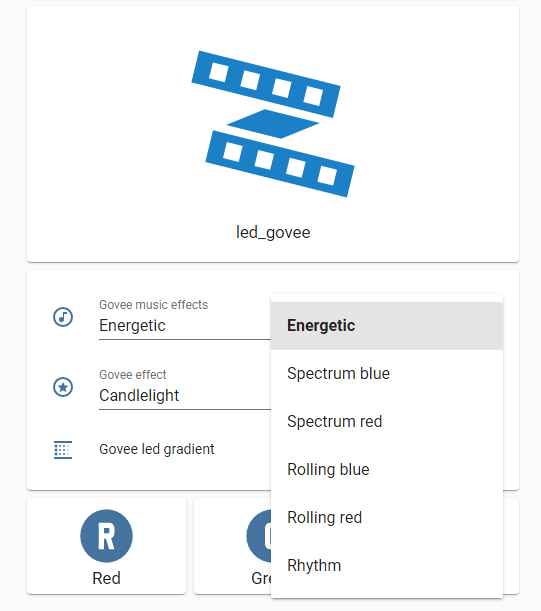 led_govee
Govee music effects
Energetic
Govee effect
Candlelight
Govee led gradient
Energetic
Spectrum blue
Spectrum red
Rolling blue
Rolling red
Rhythm
R
Red
Gre